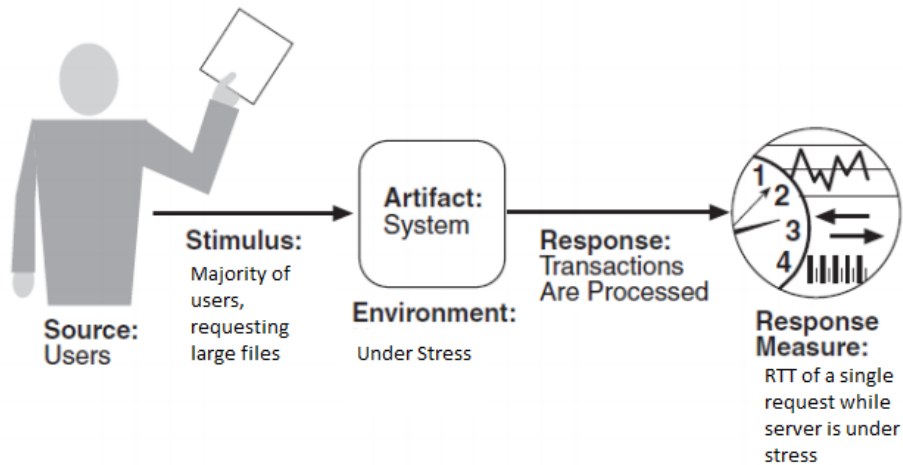 Source:
Users
Stimulus:
Majority of
users,
requesting
large files
Artifact:
System
Environment:
Under Stress
Response:
Transactions
Are Processed
1
2
3
4
Response
Measure:
RTT of a single
request while
server is under
stress